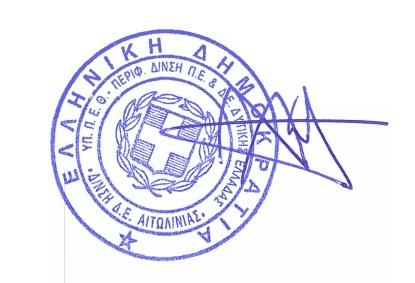 ΕΛΛΗΝΙΚΗ ΔΗΜΟΚΡΑΤΙΑ
ΥΠ. Π. Ε. Θ. - ΠΕΡΙΦ. Δ/ΝΣΗ Π.Ε. & Δ.Ε. ΔΥΤΙΚΗΣ ΕΛΛΑΔΑΣ
Δ/ΝΣΗ Δ.Ε. ΑΙΤΩΛ/ΝΙΑΣ